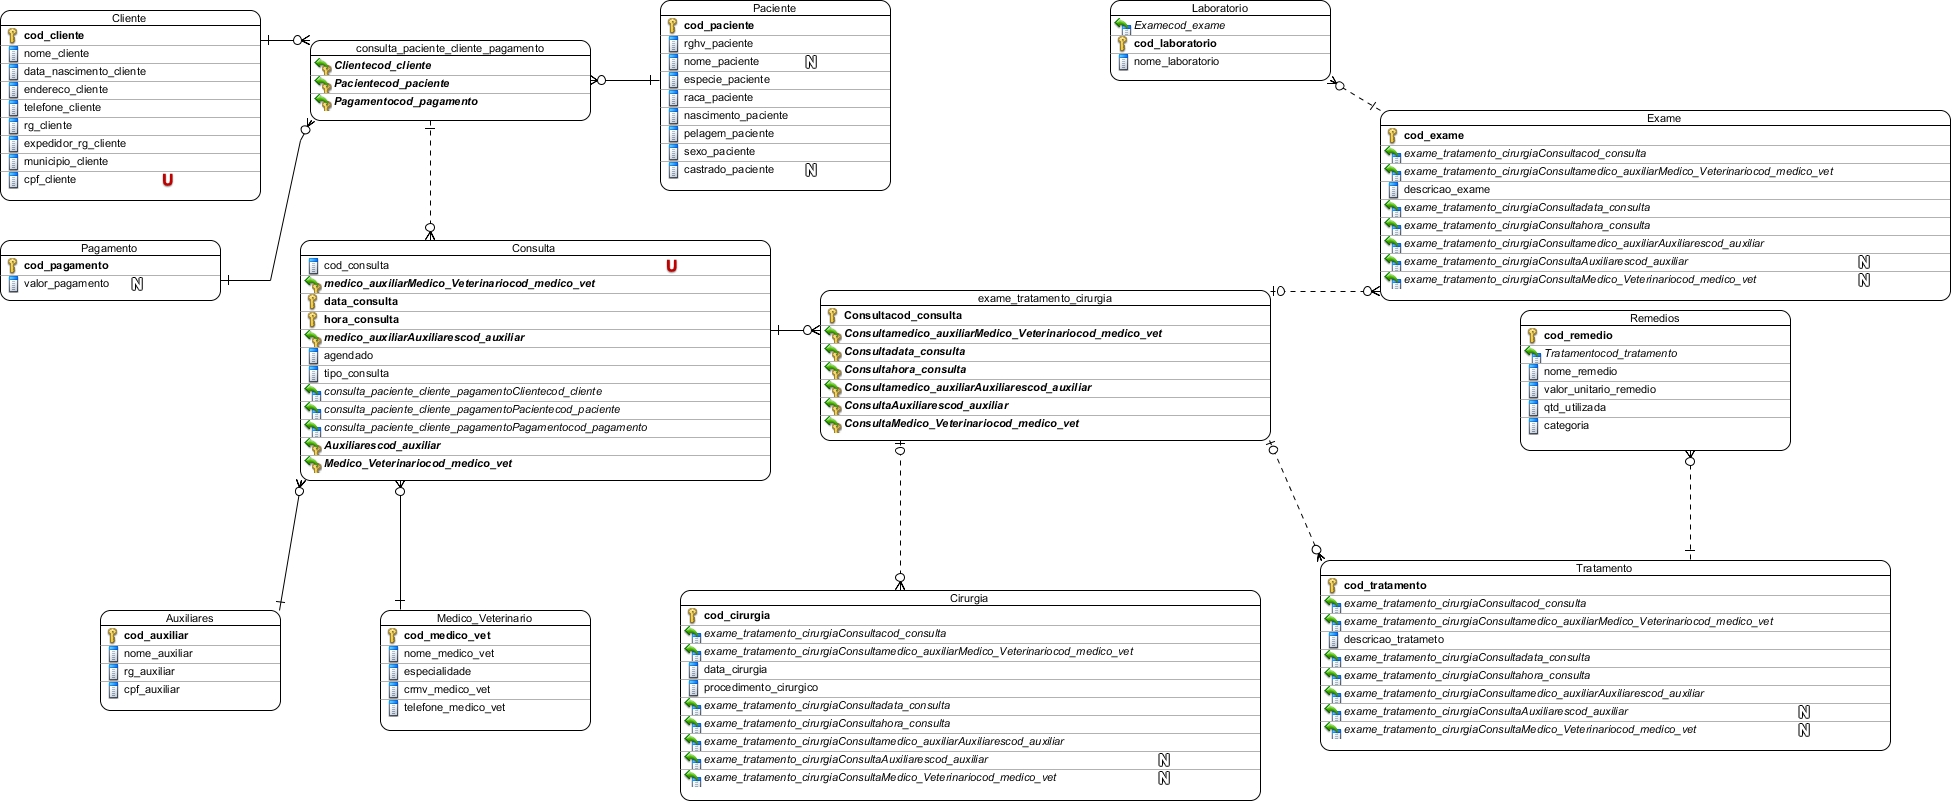 Cliente
cod_cliente
nome_cliente
data_nascimento_cliente
endereco_cliente
telefone_cliente
rg_cliente
expedidor_rg_cliente
municipio_cliente
cpf_cliente U
consulta_paciente_cliente_pagamento
Clientecod_cliente
Pacientecod_paciente
Pagamentocod_pagamento
Paciente
cod_paciente
rghv_paciente
nome_paciente N
especie_paciente
raca_paciente
nascimento_paciente
pelagem_paciente
sexo_paciente
castrado_paciente N
Laboratorio
Examecod_exame
cod_laboratorio
nome_laboratorio
Exame
cod_exame
exame_tratamento_cirurgiaConsultacod_consulta
exame_tratamento_cirurgiaConsultamedico_auxiliarMedico_Veterinariocod_medico_vet
descricao_exame
exame_tratamento_cirurgiaConsultadata_consulta
exame_tratamento_cirurgiaConsultahora_consulta
exame_tratamento_cirurgiaConsultamedico_auxiliarAuxiliarescod_auxiliar
exame_tratamento_cirurgiaConsultaAuxiliarescod_auxiliar N
exame_tratamento_cirurgiaConsultaMedico_Veterinariocod_medico_vet N
Pagamento
cod_pagamento
valor_pagamento N
Consulta
cod_consulta U
medico_auxiliarMedico_Veterinariocod_medico_vet
data_consulta
hora_consulta
medico_auxiliarAuxiliarescod_auxiliar
agendado
tipo_consulta
consulta_paciente_cliente_pagamentoClientecod_cliente
consulta_paciente_cliente_pagamentoPacientecod_paciente
consulta_paciente_cliente_pagamentoPagamentocod_pagamento
Auxiliarescod_auxiliar
Medico_Veterinariocod_medico_vet
exame_tratamento_cirurgia
Consultacod_consulta
Consultamedico_auxiliarMedico_Veterinariocod_medico_vet
Consultadata_consulta
Consultahora_consulta
Consultamedico_auxiliarAuxiliarescod_auxiliar
ConsultaAuxiliarescod_auxiliar
ConsultaMedico_Veterinariocod_medico_vet
Remedios
cod_remedio
Tratamentocod_tratamento
nome_remedio
valor_unitario_remedio
qtd_utilizada
categoria
Auxiliares
cod_auxiliar
nome_auxiliar
rg_auxiliar
cpf_auxiliar
Medico_Veterinario
cod_medico_vet
nome_medico_vet
especialidade
crmv_medico_vet
telefone_medico_vet
Cirurgia
cod_cirurgia
exame_tratamento_cirurgiaConsultacod_consulta
exame_tratamento_cirurgiaConsultamedico_auxiliarMedico_Veterinariocod_medico_vet
data_cirurgia
procedimento_cirurgico
exame_tratamento_cirurgiaConsultadata_consulta
exame_tratamento_cirurgiaConsultahora_consulta
exame_tratamento_cirurgiaConsultamedico_auxiliarAuxiliarescod_auxiliar
exame_tratamento_cirurgiaConsultaAuxiliarescod_auxiliar N
exame_tratamento_cirurgiaConsultaMedico_Veterinariocod_medico_vet N
Tratamento
cod_tratamento
exame_tratamento_cirurgiaConsultacod_consulta
exame_tratamento_cirurgiaConsultamedico_auxiliarMedico_Veterinariocod_medico_vet
descricao_tratameto
exame_tratamento_cirurgiaConsultadata_consulta
exame_tratamento_cirurgiaConsultahora_consulta
exame_tratamento_cirurgiaConsultamedico_auxiliarAuxiliarescod_auxiliar
exame_tratamento_cirurgiaConsultaAuxiliarescod_auxiliar N
exame_tratamento_cirurgiaConsultaMedico_Veterinariocod_medico_vet N